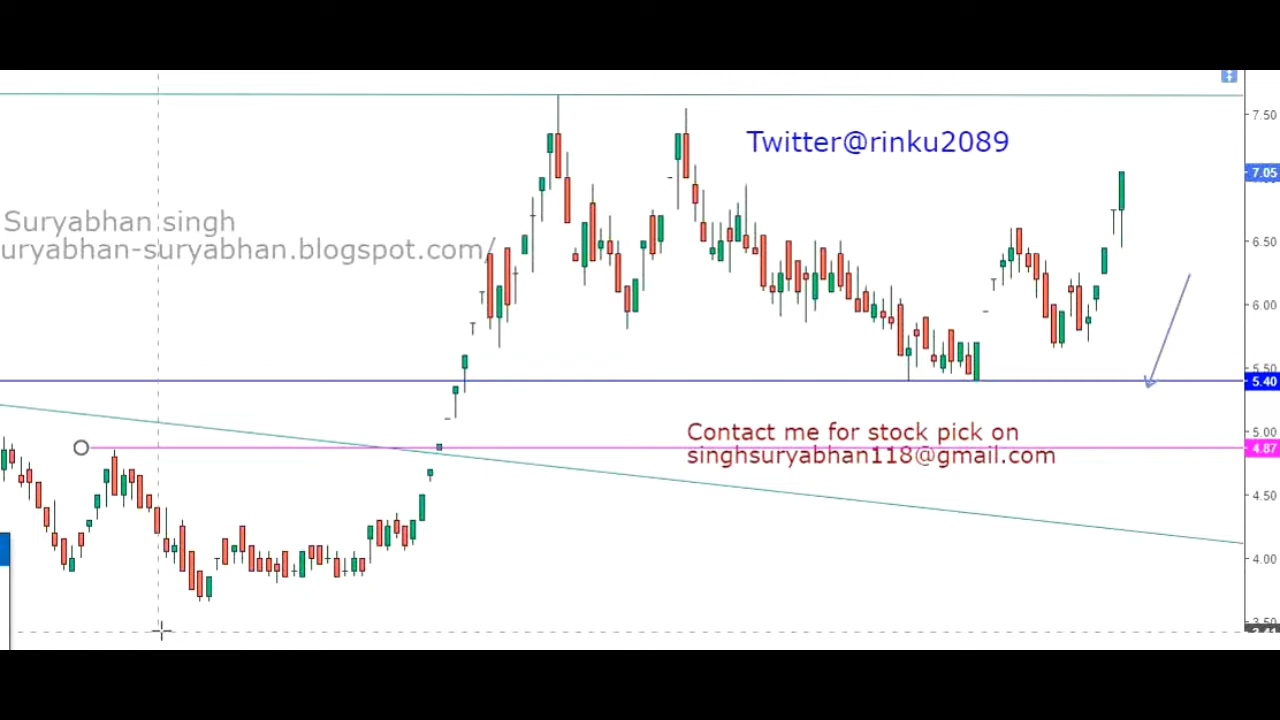 7.50
Twitter@rinku2089
7.05
Suryabhan singh
6.50
uryabhan-suryabhan.blogspot.com/
6.00
5.50
5.40
Contact me for stock pick on
5.00
singhsuryabhan118@gmail.com
4.87
4.50
4.00
3.50